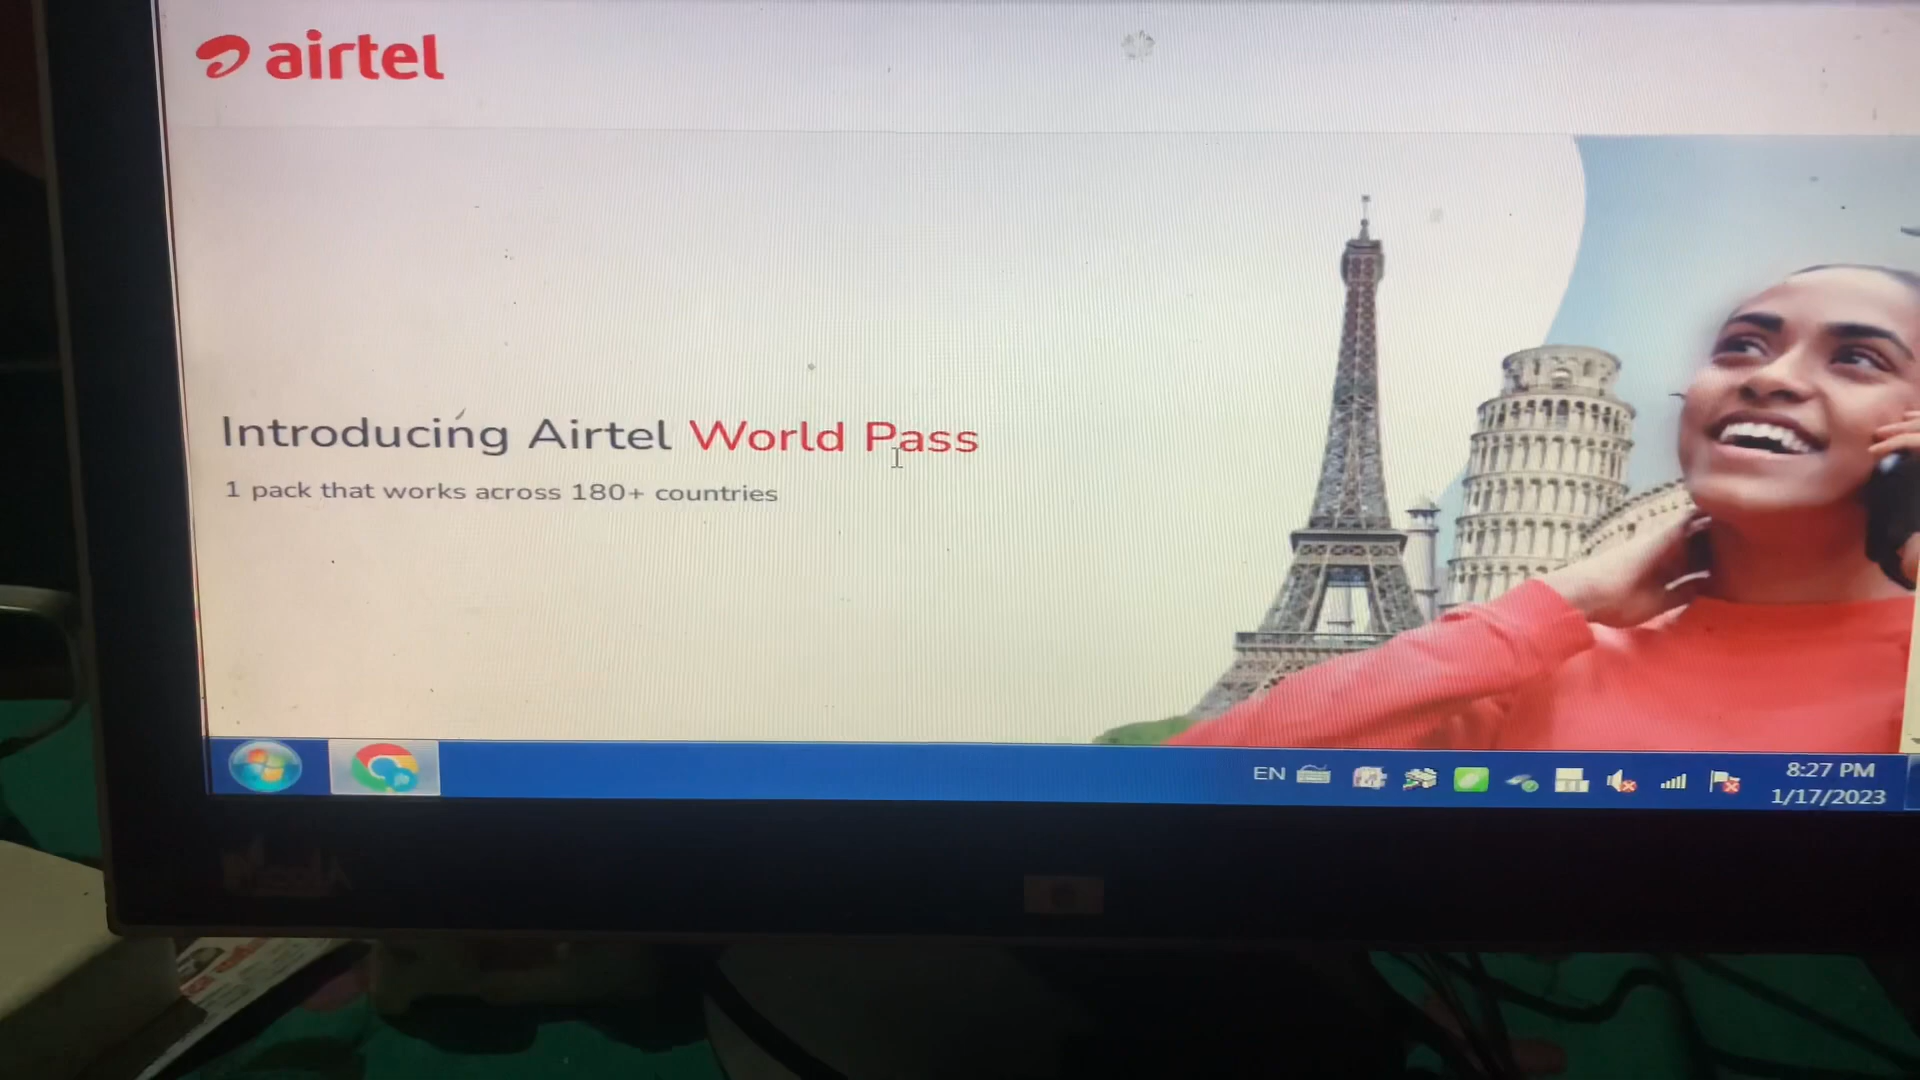 airtel
Introducing Airtel World Pass
1 pack that works across 180+ countries
EN
8:27 PM
1/17/2023